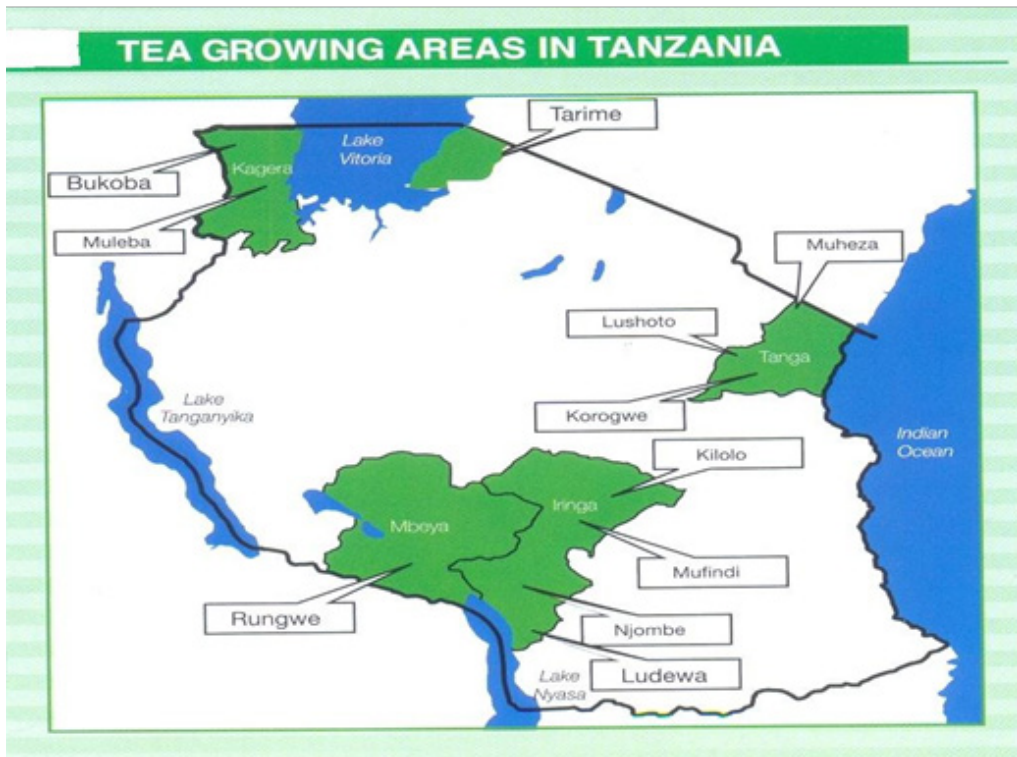 TEA GROWING AREAS IN TANZANIA
Tarime
Lake
Vitoria
Kagera
Bukoba
Muleba
Muheza
Lushoto
Tanga
Korogwe
Lake
Tanganyika
Indian
Ocean
Kilolo
Iringa
Mbeya
Mufindi
Rungwe
Njombe
Ludewa
Lake
Nyasa